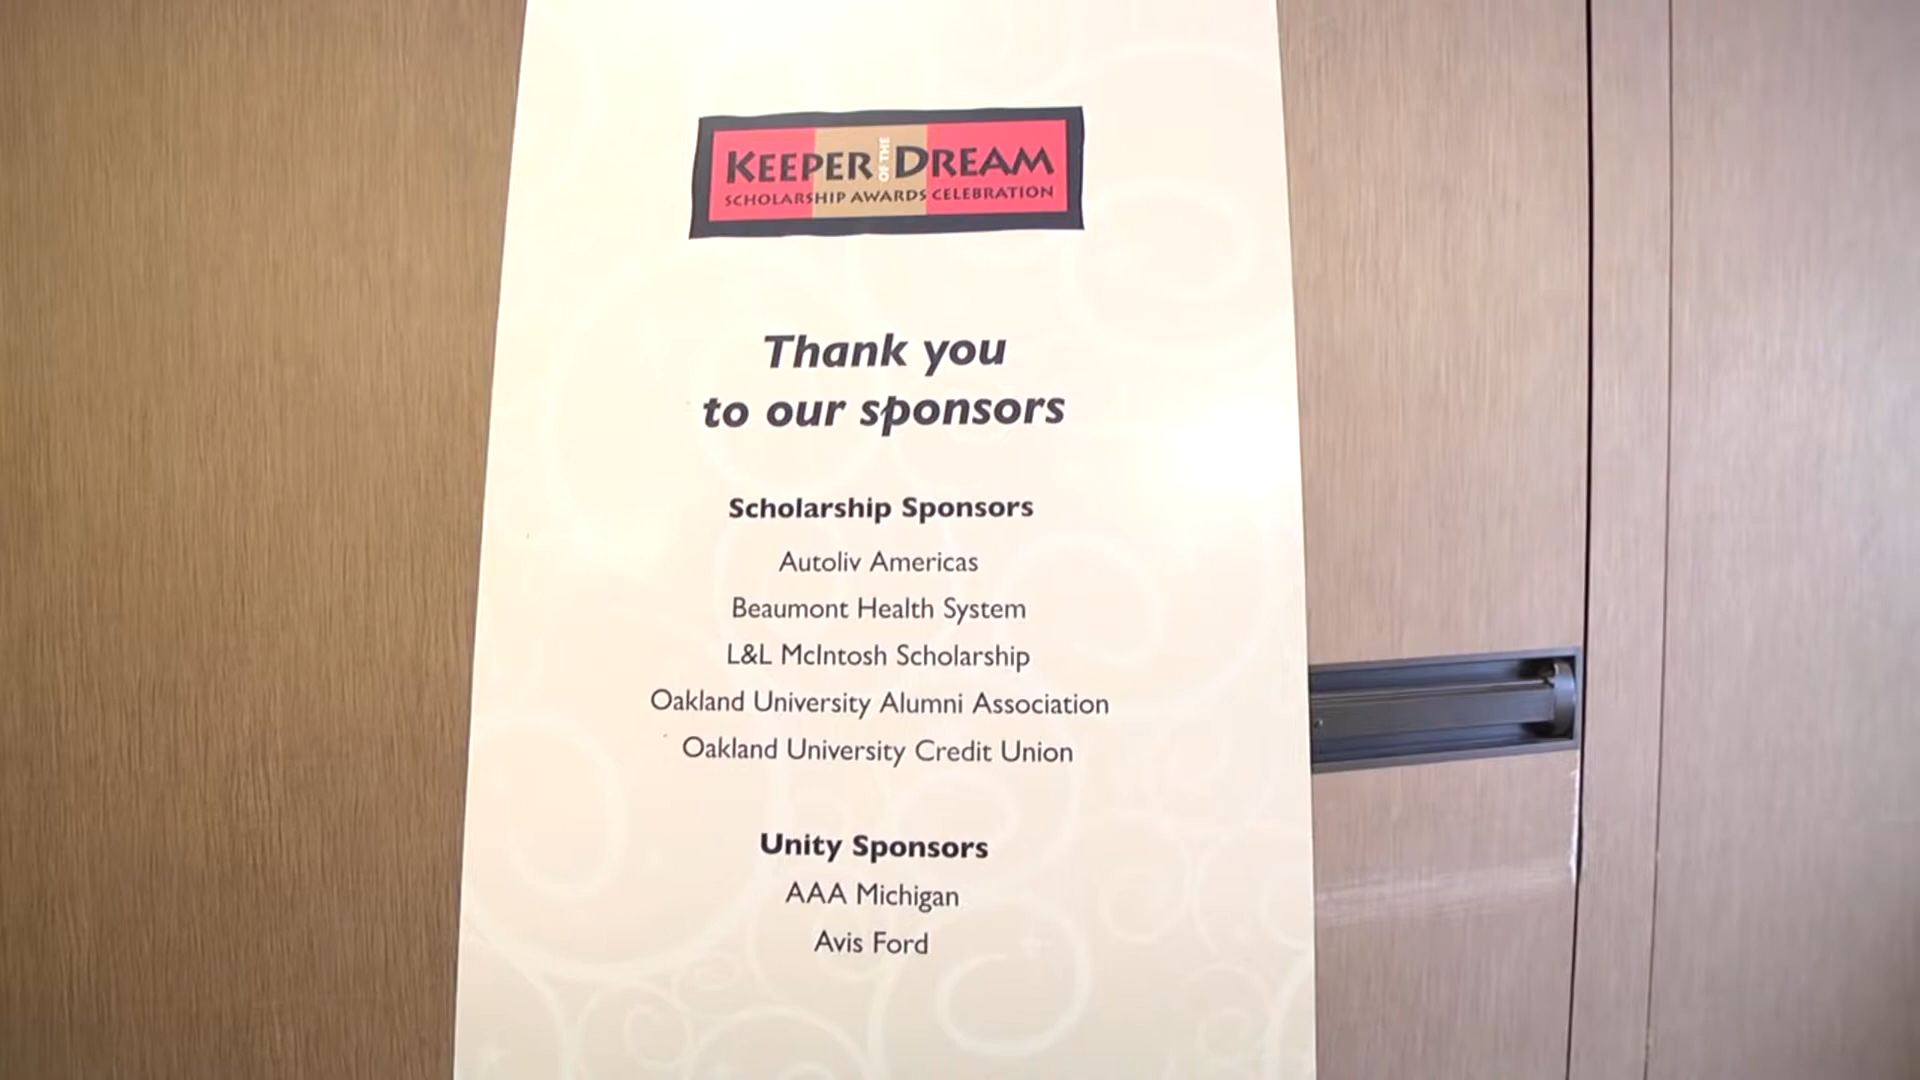 KEEPER OF THE DREAM
SCHOLARSHIP AWARDS CELEBRATION
Thank you
to our sponsors
Scholarship Sponsors
Autoliv Americas
Beaumont Health System
L&L McIntosh Scholarship
Oakland University Alumni Association
Oakland University Credit Union
Unity Sponsors
AAA Michigan
Avis Ford